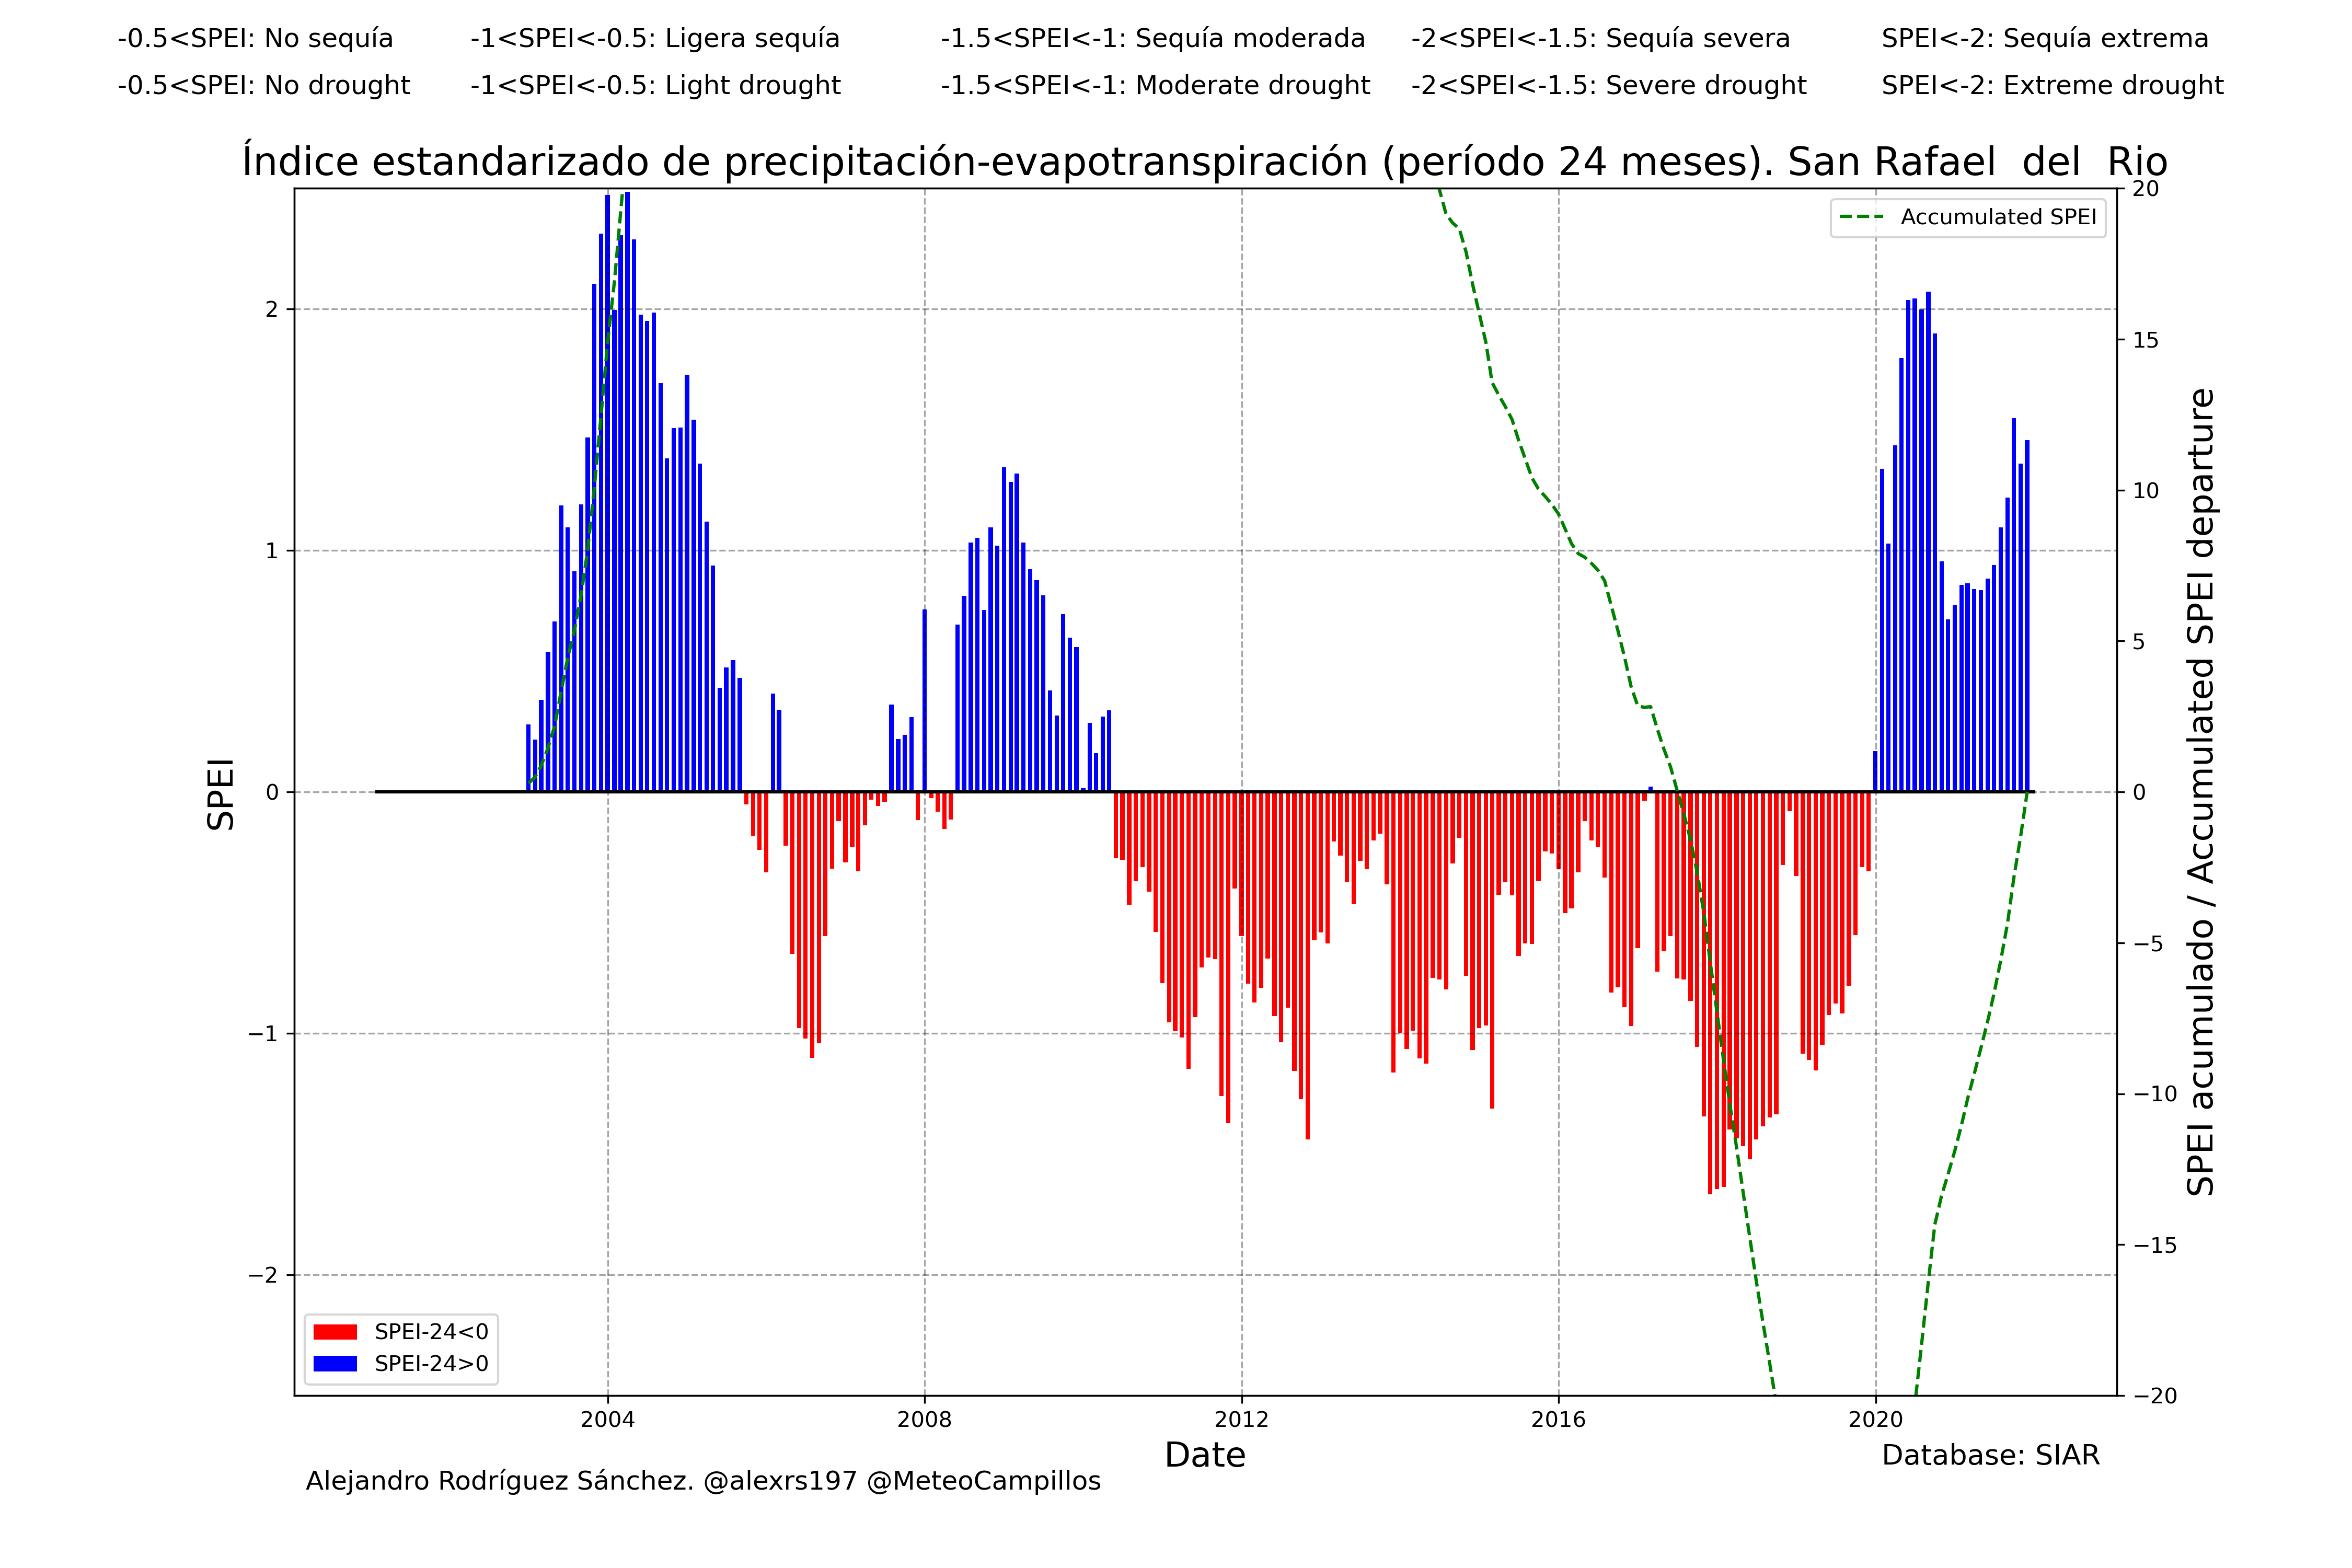 -0.5<SPEI: No sequía -1<SPEI<-0.5: Ligera sequía -1.5<SPEI<-1: Sequía moderada -2<SPEI<-1.5: Sequía severa SPEI<-2: Sequía extrema
-0.5<SPEI: No drought -1<SPEI<-0.5: Light drought -1.5<SPEI<-1: Moderate drought -2<SPEI<-1.5: Severe drought SPEI<-2: Extreme drought
Índice estandarizado de precipitación-evapotranspiración (período 24 meses). San Rafael  del  Rio
Accumulated SPEI
2
1
0
−1
−2
SPEI
20
15
10
5
0
−5
−10
−15
−20
SPEI acumulado / Accumulated SPEI departure
SPEI-24<0
SPEI-24>0
2004 2008 2012 2016 2020
Date
Database: SIAR
Alejandro Rodríguez Sánchez. @alexrs197 @MeteoCampillos